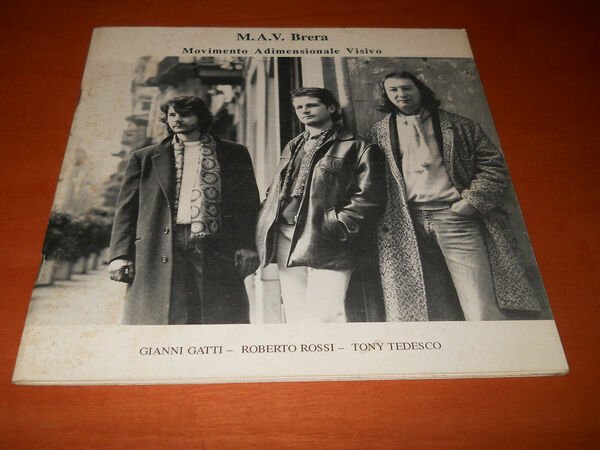 M.A.V. Brera
Movimento Adimensionale Visivo
GIANNI GATTI – ROBERTO ROSSI – TONY TEDESCO